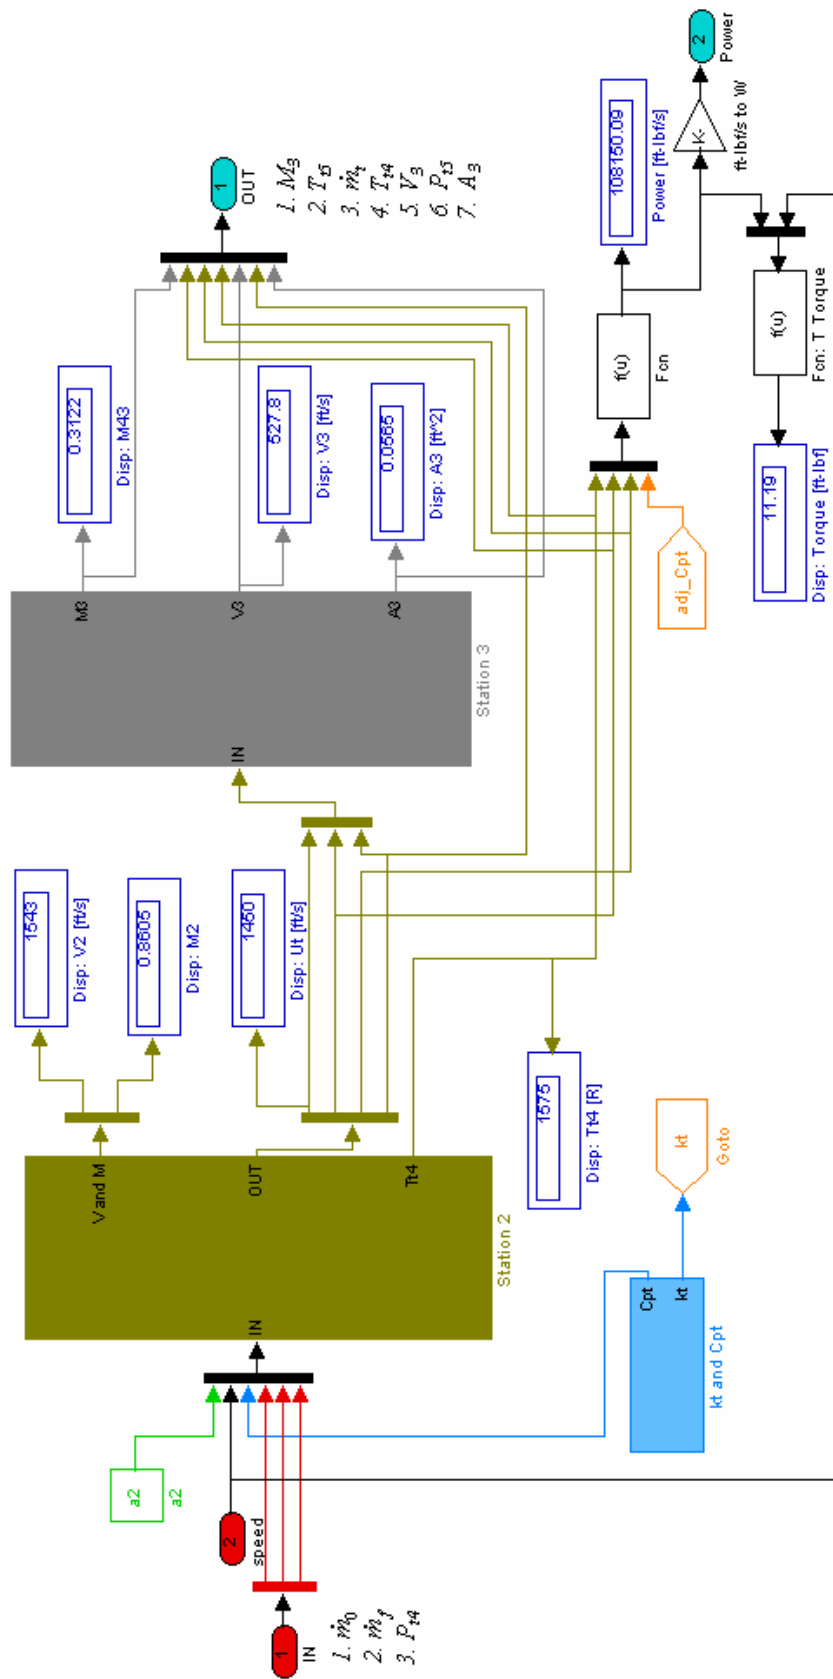 1
IN
1. ṁ0
2. ṁf
3. Pt4
2
speed
a2
a2
IN
V and M
OUT
Tt4
Station 2
Cpt
kt
kt and Cpt
kt
Goto
1543
Disp: V2 [ft/s]
0.8605
Disp: M2
1450
Disp: Ut [ft/s]
1575
Disp: Tt4 [R]
IN
M3
V3
A3
Station 3
0.3122
Disp: M43
527.8
Disp: V3 [ft/s]
0.0565
Disp: A3 [ft^2]
1
OUT
1. M3
2. Tt5
3. ṁt
4. Tt4
5. V3
6. Pt5
7. A3
adj_Cpt
f(u)
Fcn
108150.09
Power [ft-lbf/s]
-K-
ft-lbf/s to W
2
Power
f(u)
Fcn: T Torque
11.19
Disp: Torque [ft-lbf]